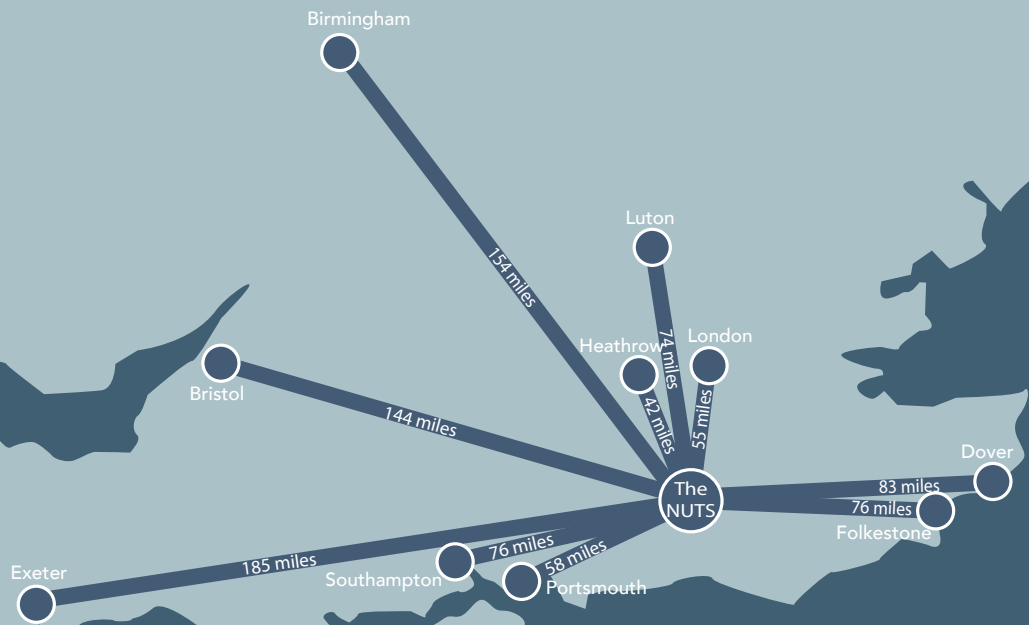 Birmingham
Luton
154 miles
Heathrow
London
74 miles
Bristol
42 miles
55 miles
144 miles
Dover
The
NUTS
83 miles
76 miles
Folkestone
76 miles
58 miles
185 miles
Exeter
Southampton
Portsmouth